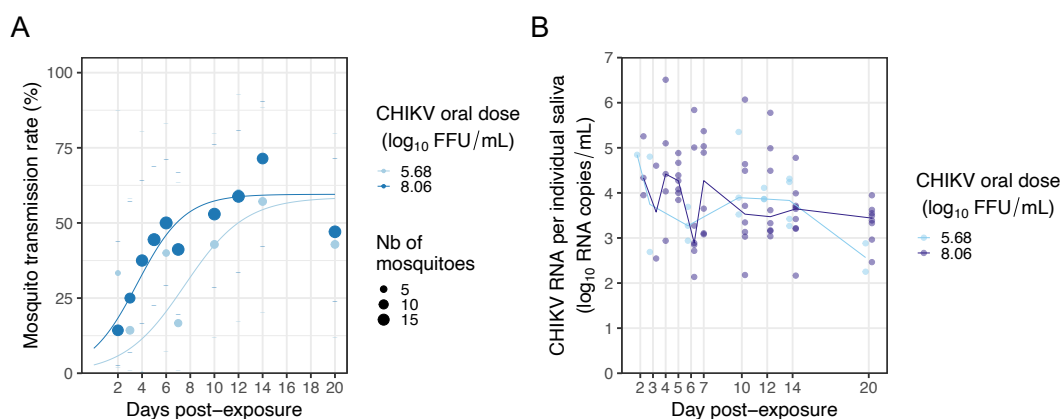 A
Mosquito transmission rate (%)
100
75
50
25
0
2 4 6 8 10 12 14 16 18 20
Days post−exposure
CHIKV oral dose
(log10 FFU/mL)
5.68
8.06
Nb of
mosquitoes
5
10
15
B
CHIKV RNA per individual saliva
(log10 RNA copies/mL)
7
6
5
4
3
2
1
0
2 3 4 5 6 7 10 12 14 20
Day post−exposure
CHIKV oral dose
(log10 FFU/mL)
5.68
8.06